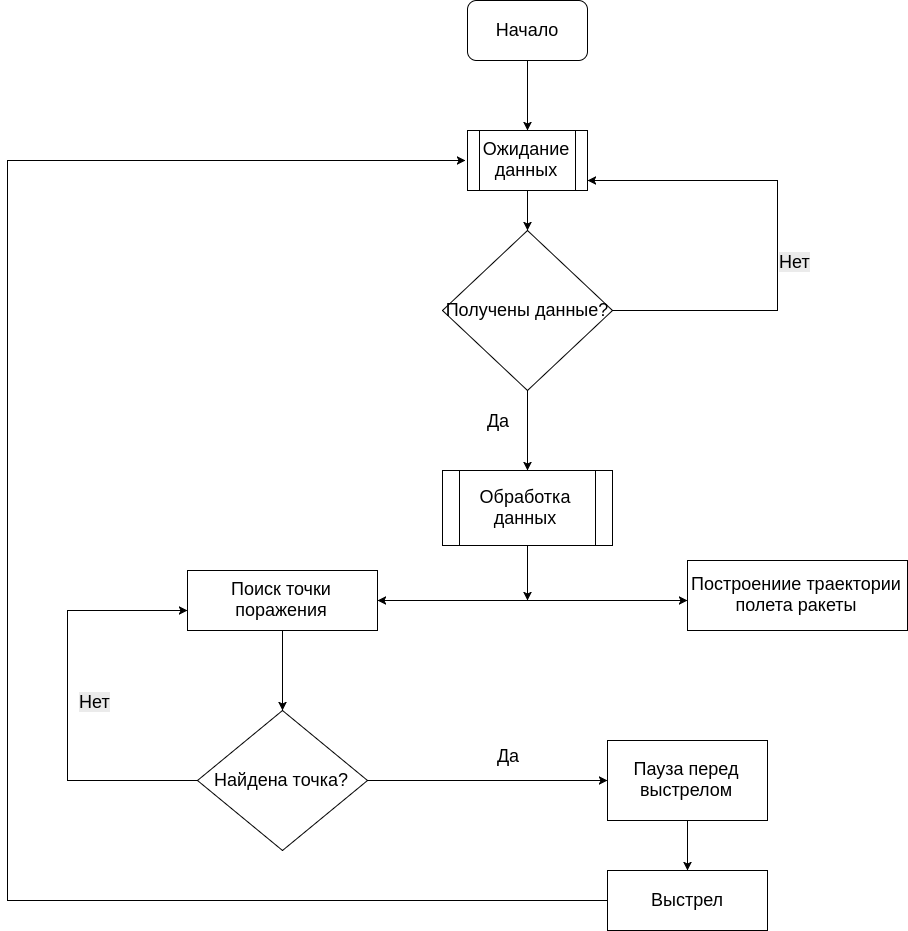 Начало
Ожидание
данных
Нет
Получены данные?
Да
Обработка
данных
Поиск точки
поражения
Построениие траектории
полета ракеты
Нет
Найдена точка?
Да
Пауза перед
выстрелом
Выстрел